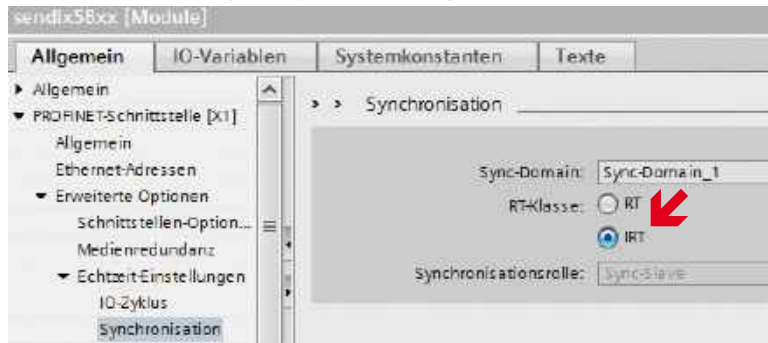 sendix58xx [Module]
Allgemein IO-Variablen Systemkonstanten Texte
Allgemein
PROFINET-Schnittstelle [X1]
Allgemein
Ethernet-Adressen
Erweiterte Optionen
Schnittstellen-Option...
Medienredundanz
Echtzeit-Einstellungen
IO-Zyklus
Synchronisation
> > Synchronisation
Sync-Domain: Sync-Domain_1
RT-Klasse: RT
IRT
Synchronisationsrolle: Sync-Slave